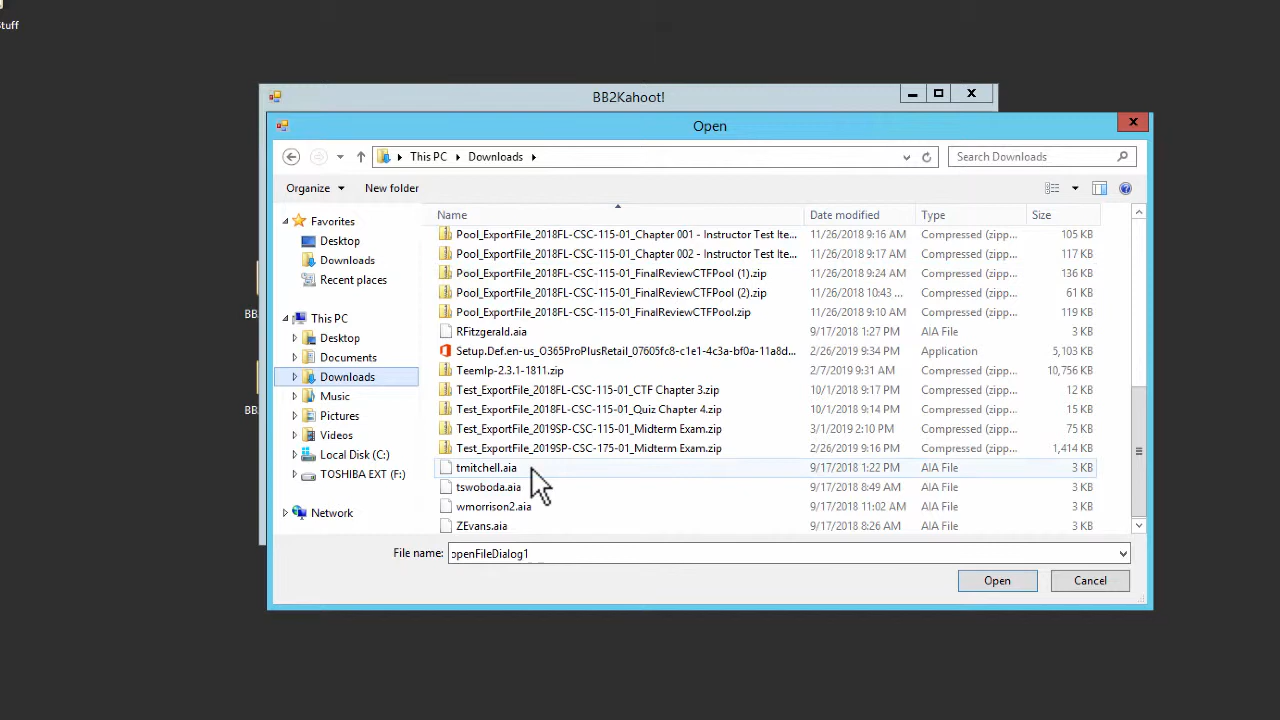 Stuff
BB2Kahoot!
Open
This PC Downloads
Search Downloads
Organize
New folder
Name Date modified Type Size
Favorites
Desktop
Downloads
Recent places
This PC
Desktop
Documents
Downloads
Music
Pictures
Videos
Local Disk (C:)
TOSHIBA EXT (F:)
Network
BB
BB
Pool_ExportFile_2018FL-CSC-115-01_Chapter 001 - Instructor Test Ite... 11/26/2018 9:16 AM Compressed (zipp... 105 KB
Pool_ExportFile_2018FL-CSC-115-01_Chapter 002 - Instructor Test Ite... 11/26/2018 9:17 AM Compressed (zipp... 117 KB
Pool_ExportFile_2018FL-CSC-115-01_FinalReviewCTFPool (1).zip 11/26/2018 9:24 AM Compressed (zipp... 136 KB
Pool_ExportFile_2018FL-CSC-115-01_FinalReviewCTFPool (2).zip 11/26/2018 10:43 ... Compressed (zipp... 61 KB
Pool_ExportFile_2018FL-CSC-115-01_FinalReviewCTFPool.zip 11/26/2018 9:10 AM Compressed (zipp... 119 KB
RFitzgerald.aia 9/17/2018 1:27 PM AIA File 3 KB
Setup.Def.en-us_O365ProPlusRetail_07605fc8-c1e1-4c3a-bf0a-11a8d... 2/26/2019 9:34 PM Application 5,103 KB
TeemIp-2.3.1-1811.zip 2/7/2019 9:31 AM Compressed (zipp... 10,756 KB
Test_ExportFile_2018FL-CSC-115-01_CTF Chapter 3.zip 10/1/2018 9:17 PM Compressed (zipp... 12 KB
Test_ExportFile_2018FL-CSC-115-01_Quiz Chapter 4.zip 10/1/2018 9:14 PM Compressed (zipp... 15 KB
Test_ExportFile_2019SP-CSC-115-01_Midterm Exam.zip 3/1/2019 2:10 PM Compressed (zipp... 75 KB
Test_ExportFile_2019SP-CSC-175-01_Midterm Exam.zip 2/26/2019 9:16 PM Compressed (zipp... 1,414 KB
tmitchell.aia 9/17/2018 1:22 PM AIA File 3 KB
tswoboda.aia 9/17/2018 8:49 AM AIA File 3 KB
wmorrison2.aia 9/17/2018 11:02 AM AIA File 3 KB
ZEvans.aia 9/17/2018 8:26 AM AIA File 3 KB
File name: openFileDialog1
Open Cancel